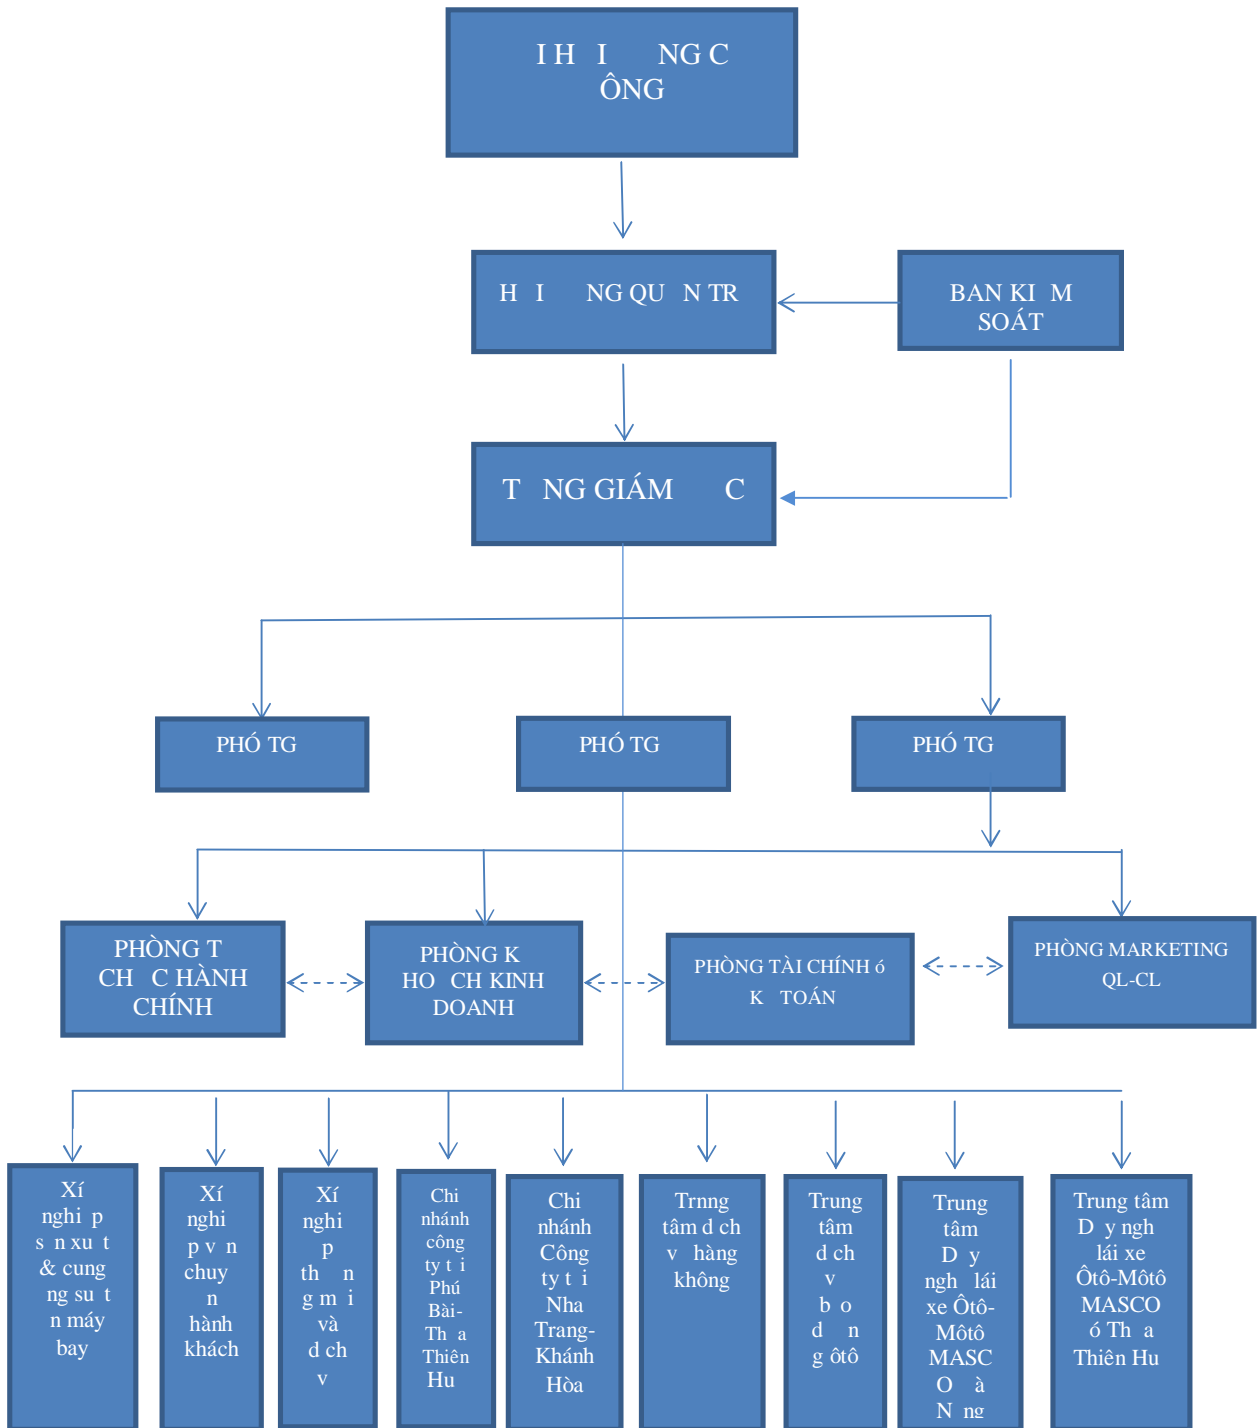 I H I NG C
ÔNG
H I NG QU N TR
BAN KI M
SOÁT
T NG GIÁM C
PHÓ TG
PHÓ TG
PHÓ TG
PHÒNG T
CH C HÀNH
CHÍNH
PHÒNG K
HO CH KINH
DOANH
PHÒNG TÀI CHÍNH ó
K TOÁN
PHÒNG MARKETING
QL-CL
Xí
nghi p
s n xu t
& cung
ng su t
n máy
bay
Xí
nghi
p v n
chuy
n
hành
khách
Xí
nghi
p
th n
g m i
và
d ch
v
Chi
nhánh
công
ty t i
Phú
Bài-
Th a
Thiên
Hu
Chi
nhánh
Công
ty t i
Nha
Trang-
Khánh
Hòa
Trnng
tâm d ch
v hàng
không
Trung
tâm
d ch
v
b o
d n
g ôtô
Trung
tâm
D y
ngh lái
xe Ôtô-
Môtô
MASC
O à
N ng
Trung tâm
D y ngh
lái xe
Ôtô-Môtô
MASCO
ó Th a
Thiên Hu